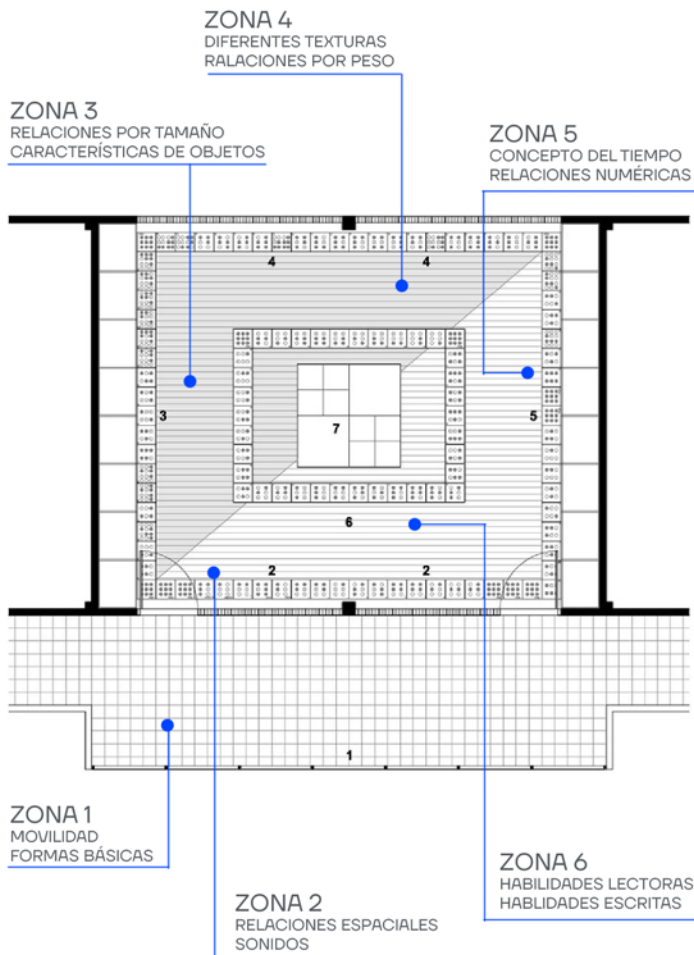 ZONA 4
DIFERENTES TEXTURAS
RALACIONES POR PESO
ZONA 3
RELACIONES POR TAMAÑO
CARACTERÍSTÍCAS DE OBJETOS
ZONA 5
CONCEPTO DEL TIEMPO
RELACIONES NUMÉRICAS
4
4
3
5
7
6
2
2
1
ZONA 1
MOVILIDAD
FORMAS BÁSICAS
ZONA 6
HABILIDADES LECTORAS
HABLIDADES ESCRITAS
ZONA 2
RELACIONES ESPACIALES
SONIDOS